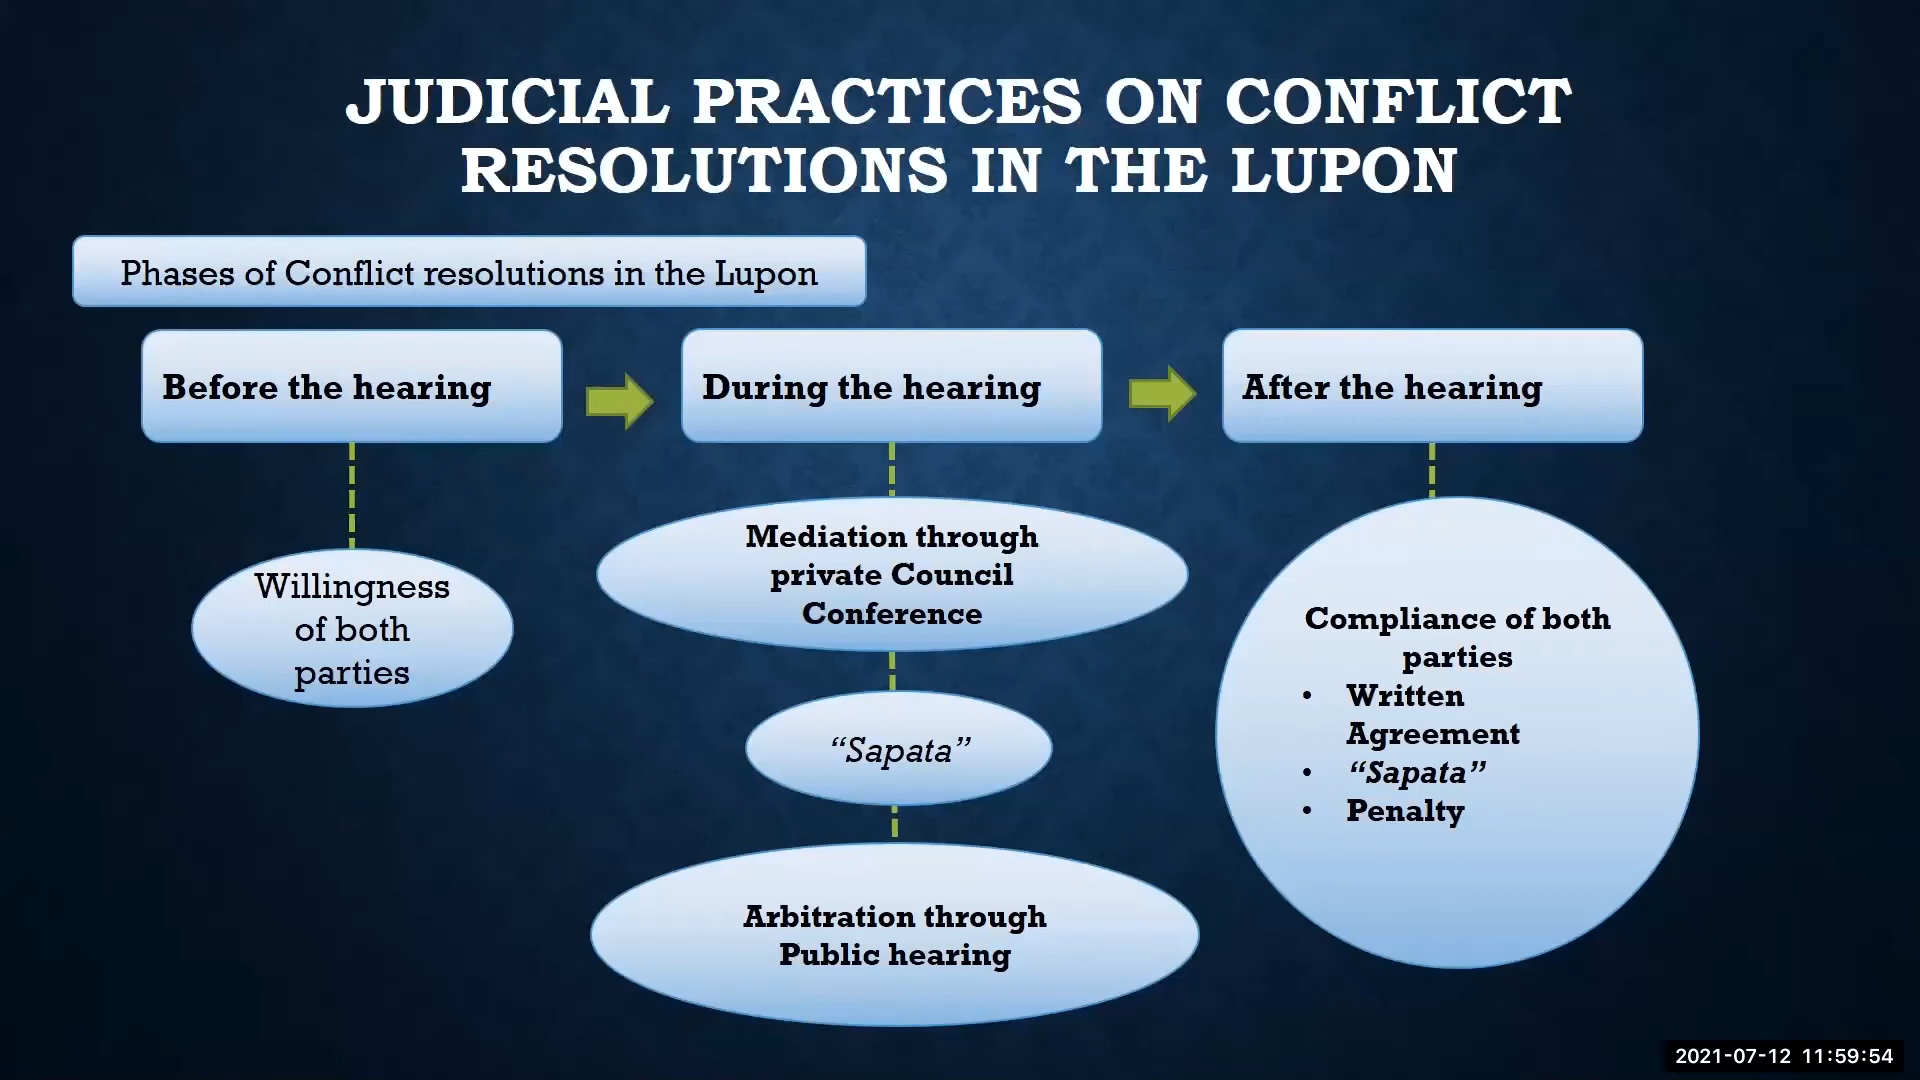 JUDICIAL PRACTICES ON CONFLICT
RESOLUTIONS IN THE LUPON
Phases of Conflict resolutions in the Lupon
Before the hearing
During the hearing
After the hearing
Willingness
of both
parties
Mediation through
private Council
Conference
“Sapata”
Arbitration through
Public hearing
Compliance of both
parties
• Written
Agreement
• “Sapata”
• Penalty
2021-07-12 11:59:54